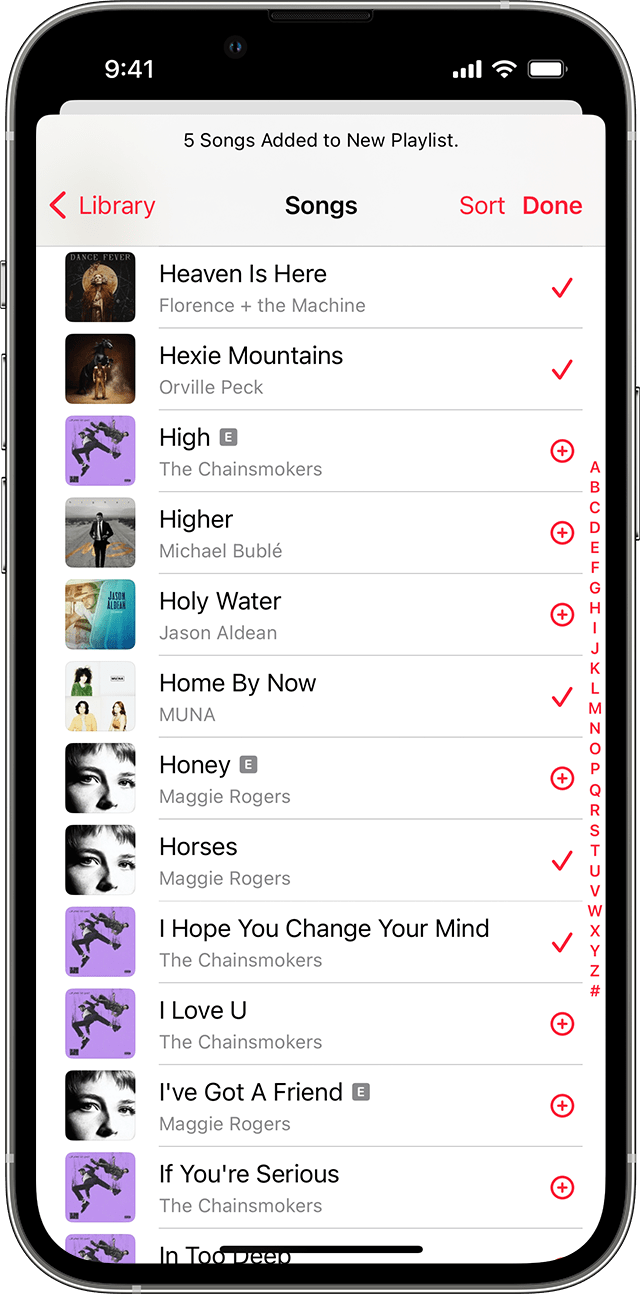 9:41
5 Songs Added to New Playlist.
Library
Songs
Sort
Done
DANCE FEVER
Heaven Is Here
Florence + the Machine
Hexie Mountains
Orville Peck
High E
The Chainsmokers
Higher
Michael Bublé
JASON
ALDEAN
Holy Water
Jason Aldean
MUNA
Home By Now
MUNA
Honey E
Maggie Rogers
Horses
Maggie Rogers
I Hope You Change Your Mind
The Chainsmokers
I Love U
The Chainsmokers
I've Got A Friend E
Maggie Rogers
If You're Serious
The Chainsmokers
In Too Deep
A
B
C
D
E
F
G
H
I
J
K
L
M
N
O
P
Q
R
S
T
U
V
W
X
Y
Z
#